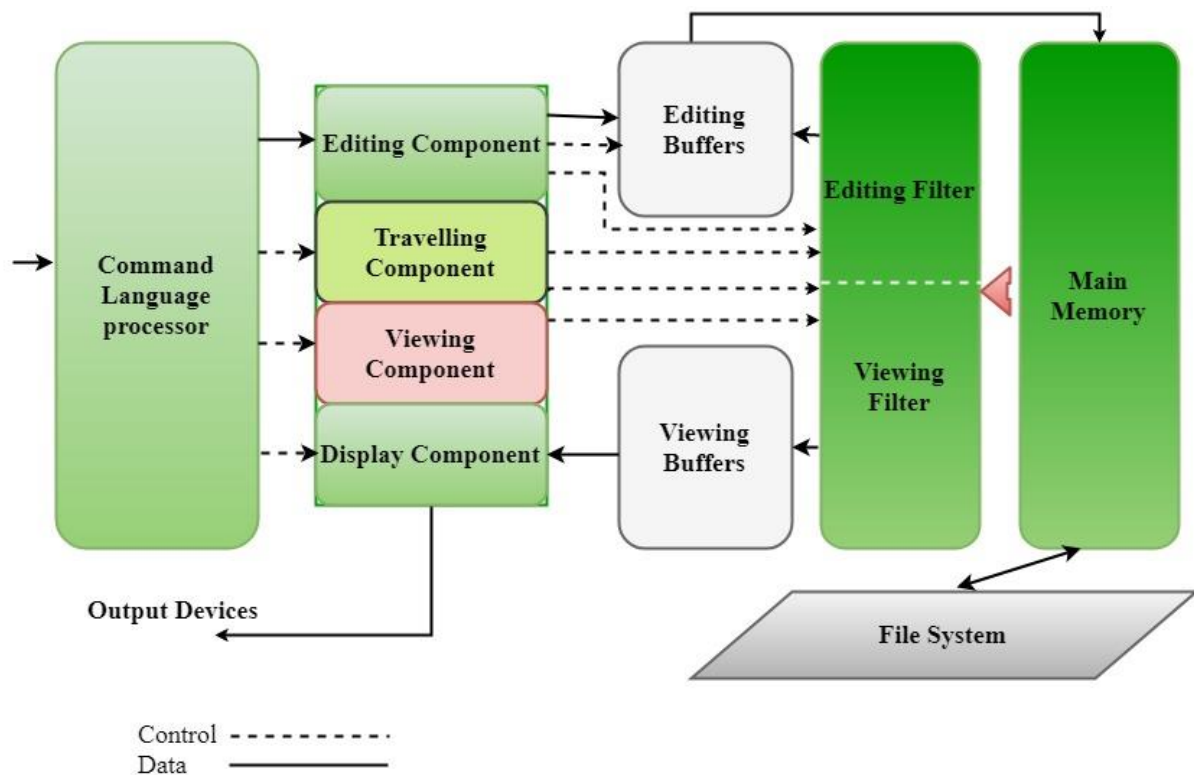 Command
Language
processor
Editing Component
Travelling
Component
Viewing
Component
Display Component
Editing
Buffers
Viewing
Buffers
Editing Filter
Viewing
Filter
Main
Memory
Output Devices
File System
Control
Data